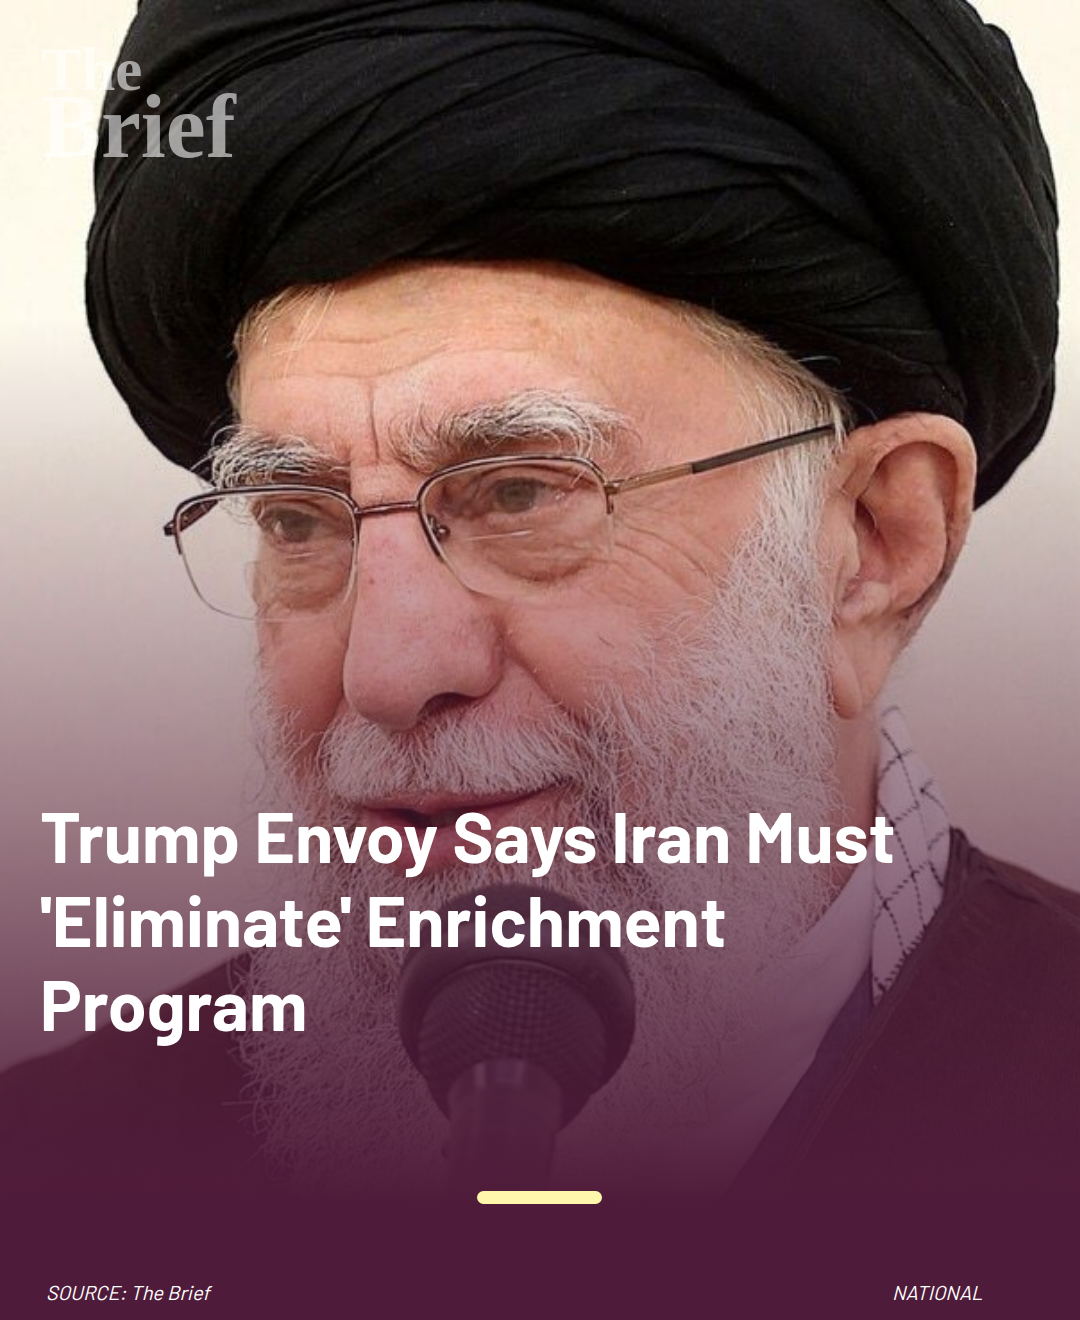 The
Brief
Trump Envoy Says Iran Must
'Eliminate' Enrichment
Program
SOURCE: The Brief
NATIONAL